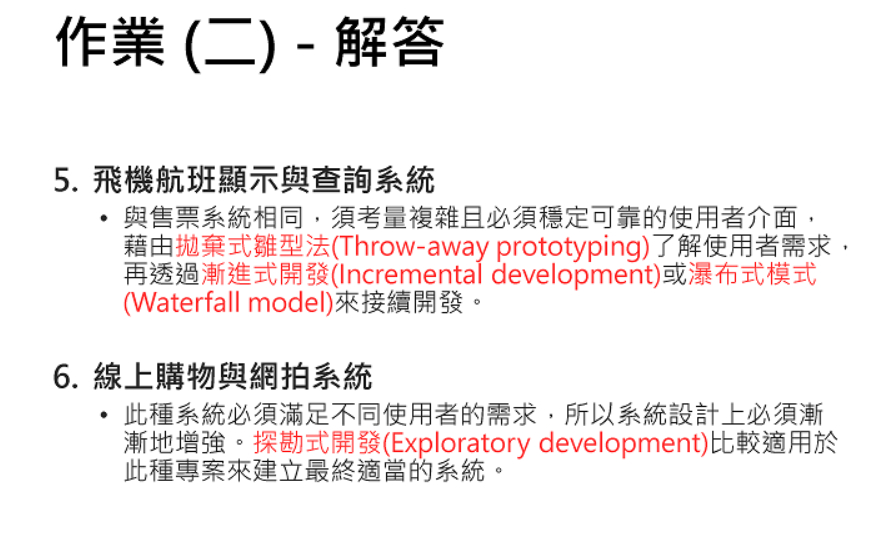 作業 (二) - 解答
5. 飛機航班顯示與查詢系統
• 與售票系統相同，須考量複雜且必須穩定可靠的使用者介面，
藉由拋棄式雛型法(Throw-away prototyping)了解使用者需求，
再透過漸進式開發(Incremental development)或瀑布式模式
(Waterfall model)來接續開發。
6. 線上購物與網拍系統
• 此種系統必須滿足不同使用者的需求，所以系統設計上必須漸
漸地增強。探勘式開發(Exploratory development)比較適用於
此種專案來建立最終適當的系統。